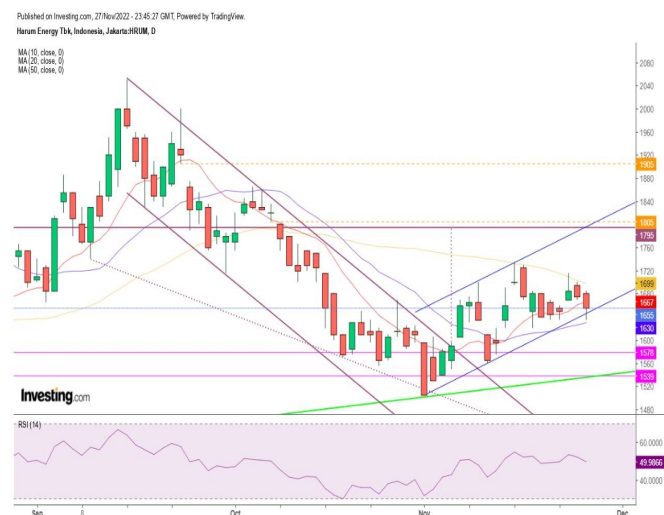 Published on Investing.com, 27/Nov/2022 - 23:45:27 GMT, Powered by TradingView.
Harum Energy Tbk, Indonesia, Jakarta:HRUM, D
MA (10, close, 0)
MA (20, close, 0)
MA (50, close, 0)
2080
2040
2000
1960
1920
1905
1880
1840
1805
1795
1760
1720
1699
1667
1655
1630
1600
1578
1560
1539
1520
1480
Investing.com
RSI (14)
49.9866
40.0000
Sep
8
Oct
Nov
Dec